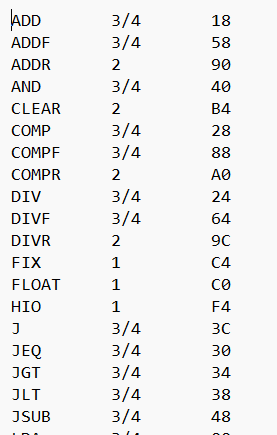 ADD 3/4 18
ADDF 3/4 58
ADDR 2 90
AND 3/4 40
CLEAR 2 B4
COMP 3/4 28
COMPF 3/4 88
COMPR 2 A0
DIV 3/4 24
DIVF 3/4 64
DIVR 2 9C
FIX 1 C4
FLOAT 1 C0
HIO 1 F4
J 3/4 3C
JEQ 3/4 30
JGT 3/4 34
JLT 3/4 38
JSUB 3/4 48